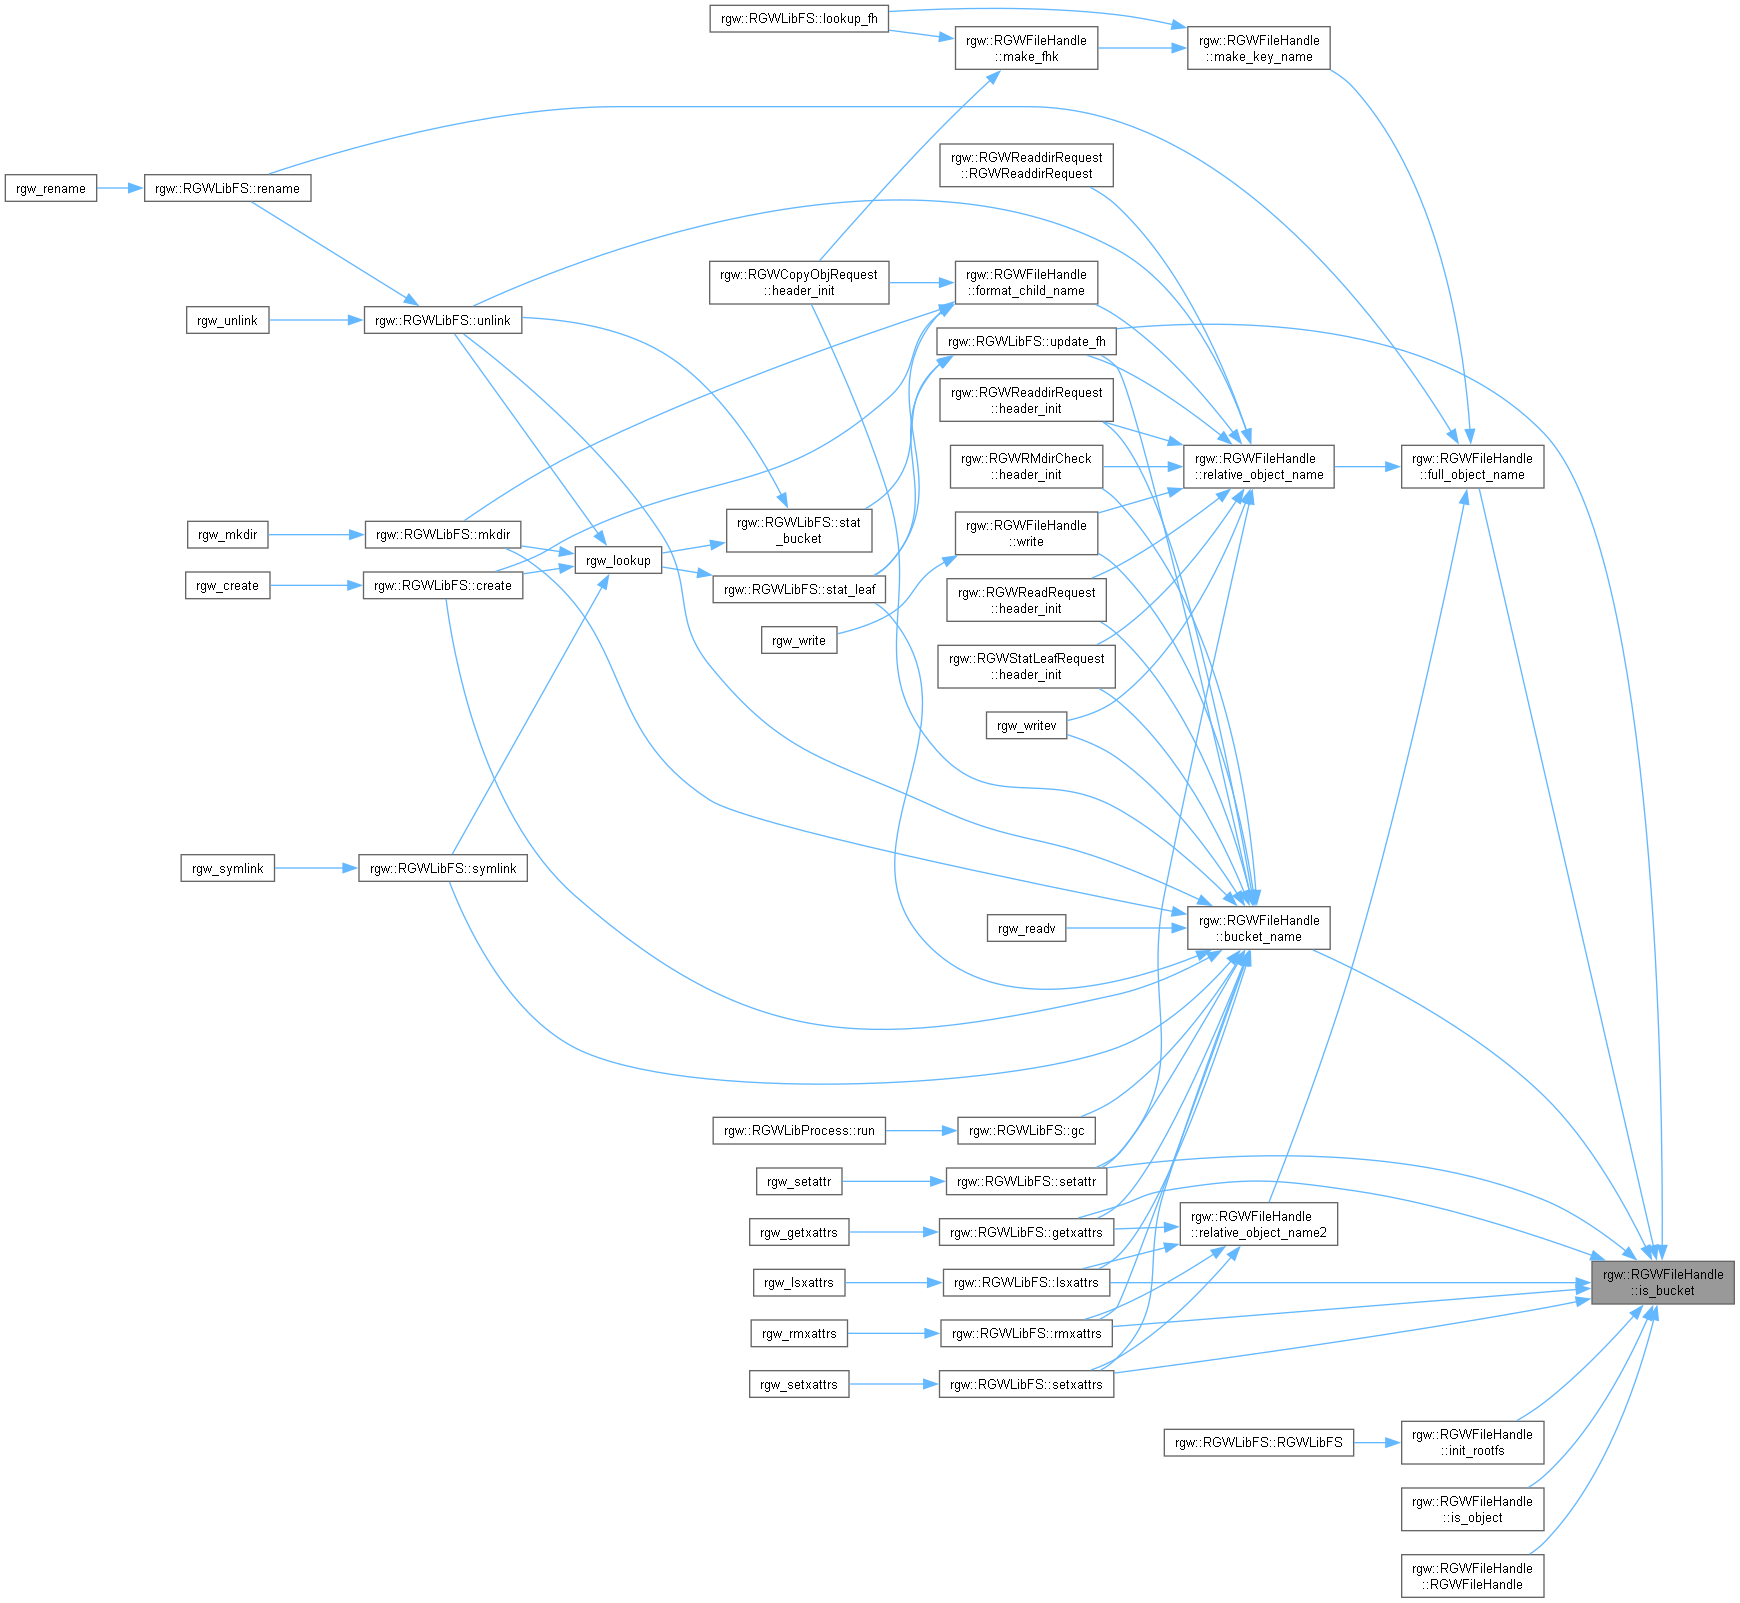 rgw::RGWLibFS::lookup_fh
rgw::RGWFileHandle
::make_fhk
rgw::RGWFileHandle
::make_key_name
rgw::RGWReaddirRequest
::RGWReaddirRequest
rgw_rename
rgw::RGWLibFS::rename
rgw::RGWCopyObjRequest
::header_init
rgw::RGWFileHandle
::format_child_name
rgw_unlink
rgw::RGWLibFS::unlink
rgw::RGWLibFS::update_fh
rgw::RGWReaddirRequest
::header_init
rgw::RGWRMdirCheck
::header_init
rgw::RGWFileHandle
::relative_object_name
rgw::RGWFileHandle
::full_object_name
rgw_mkdir
rgw::RGWLibFS::mkdir
rgw::RGWLibFS::stat
_bucket
rgw::RGWFileHandle
::write
rgw_lookup
rgw_create
rgw::RGWLibFS::create
rgw::RGWLibFS::stat_leaf
rgw::RGWReadRequest
::header_init
rgw_write
rgw::RGWStatLeafRequest
::header_init
rgw_writev
rgw_symlink
rgw::RGWLibFS::symlink
rgw_readv
rgw::RGWFileHandle
::bucket_name
rgw::RGWLibProcess::run
rgw::RGWLibFS::gc
rgw_setattr
rgw::RGWLibFS::setattr
rgw_getxattrs
rgw::RGWLibFS::getxattrs
rgw::RGWFileHandle
::relative_object_name2
rgw_lsxattrs
rgw::RGWLibFS::lsxattrs
rgw::RGWFileHandle
::is_bucket
rgw_rmxattrs
rgw::RGWLibFS::rmxattrs
rgw_setxattrs
rgw::RGWLibFS::setxattrs
rgw::RGWLibFS::RGWLibFS
rgw::RGWFileHandle
::init_rootfs
rgw::RGWFileHandle
::is_object
rgw::RGWFileHandle
::RGWFileHandle